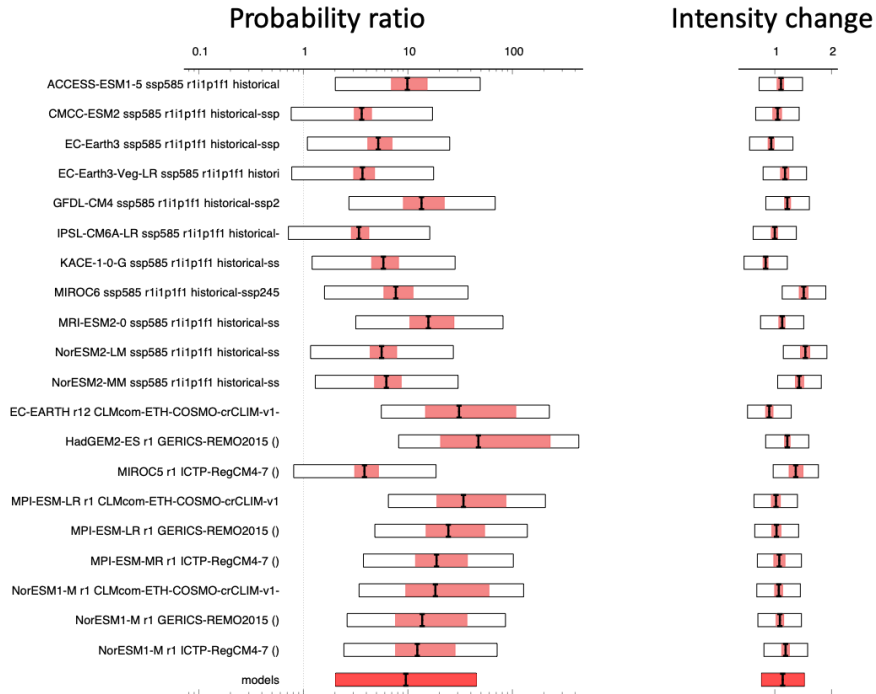 Probability ratio Intensity change
0.1 1 10 100 1 2
ACCESS-ESM1-5 ssp585 r1i1p1f1 historical
CMCC-ESM2 ssp585 r1i1p1f1 historical-ssp
EC-Earth3 ssp585 r1i1p1f1 historical-ssp
EC-Earth3-Veg-LR ssp585 r1i1p1f1 histori
GFDL-CM4 ssp585 r1i1p1f1 historical-ssp2
IPSL-CM6A-LR ssp585 r1i1p1f1 historical-
KACE-1-0-G ssp585 r1i1p1f1 historical-ss
MIROC6 ssp585 r1i1p1f1 historical-ssp245
MRI-ESM2-0 ssp585 r1i1p1f1 historical-ss
NorESM2-LM ssp585 r1i1p1f1 historical-ss
NorESM2-MM ssp585 r1i1p1f1 historical-ss
EC-EARTH r12 CLMcom-ETH-COSMO-crCLIM-v1-
HadGEM2-ES r1 GERICS-REMO2015 ()
MIROC5 r1 ICTP-RegCM4-7 ()
MPI-ESM-LR r1 CLMcom-ETH-COSMO-crCLIM-v1
MPI-ESM-LR r1 GERICS-REMO2015 ()
MPI-ESM-MR r1 ICTP-RegCM4-7 ()
NorESM1-M r1 CLMcom-ETH-COSMO-crCLIM-v1-
NorESM1-M r1 GERICS-REMO2015 ()
NorESM1-M r1 ICTP-RegCM4-7 ()
models